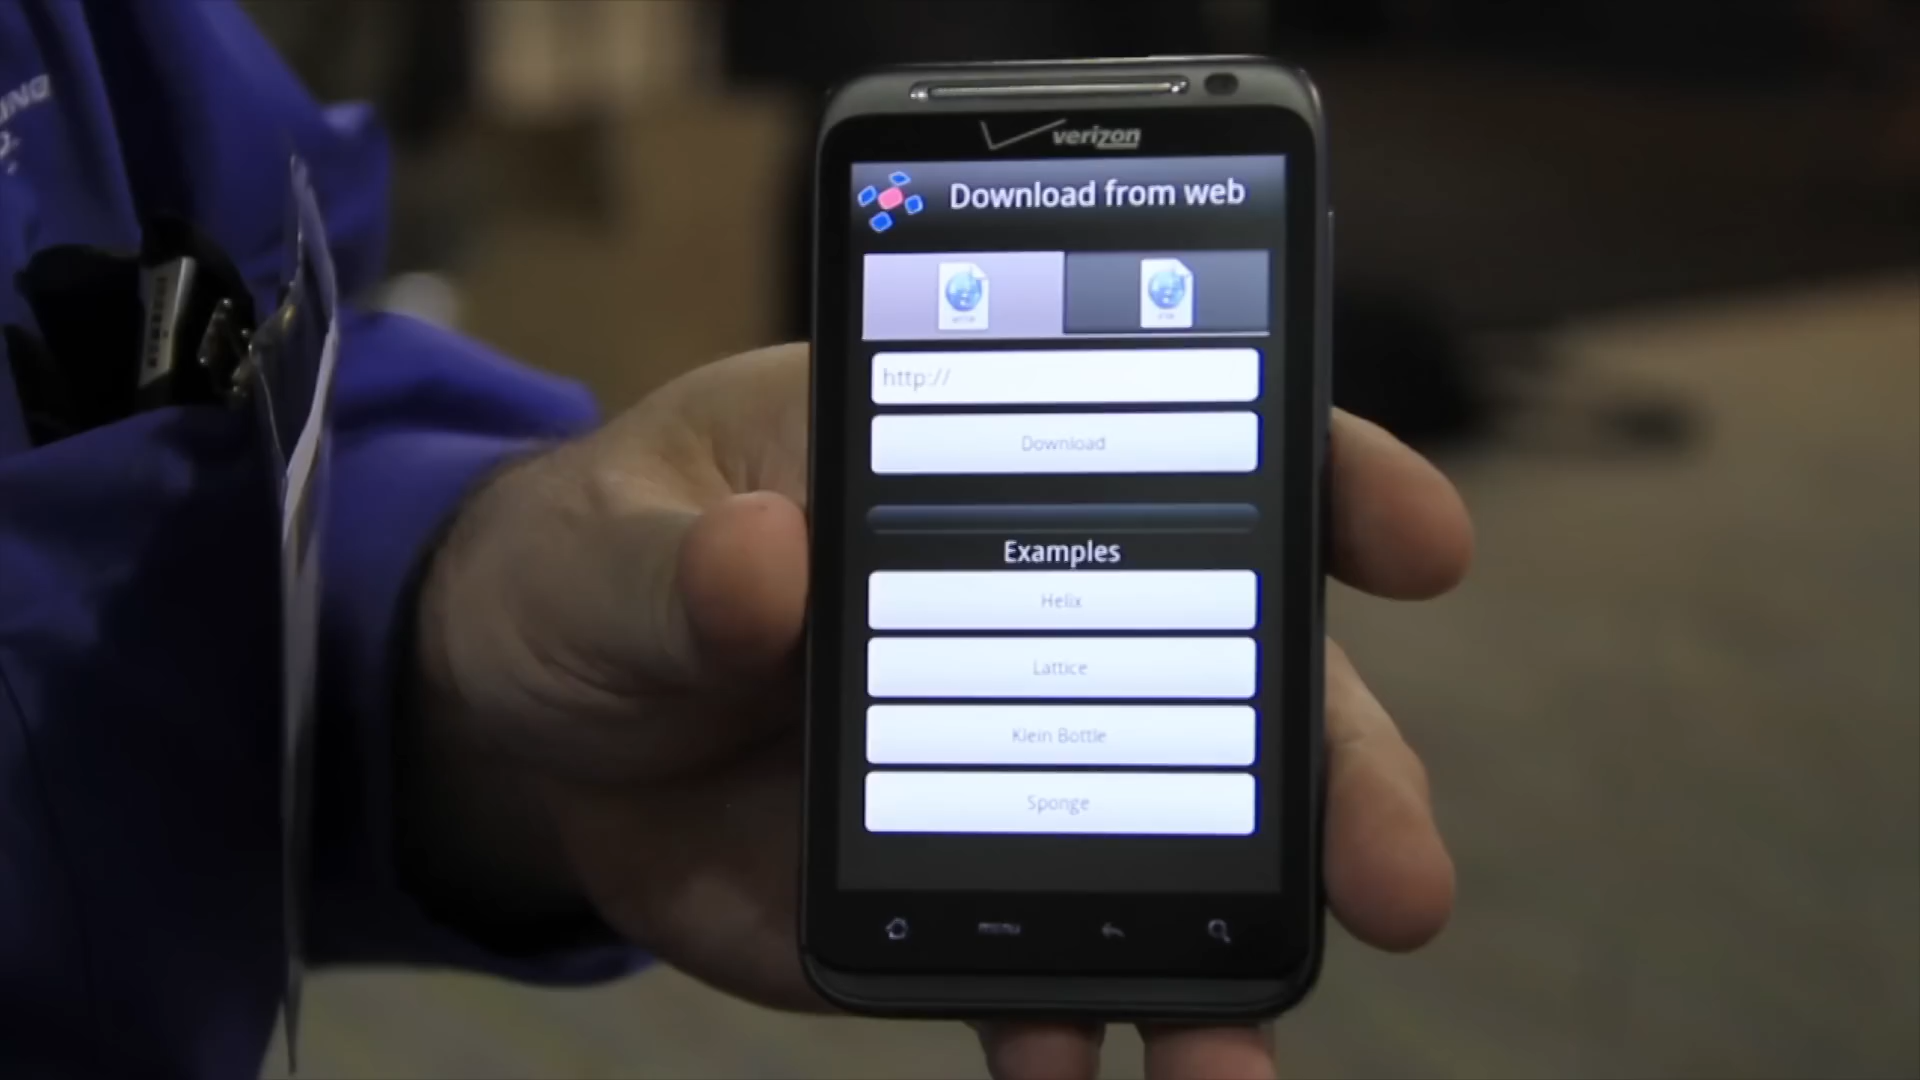 verizon
Download from web
http://
Download
Examples
Helix
Lattice
Klein Bottle
Sponge
menu